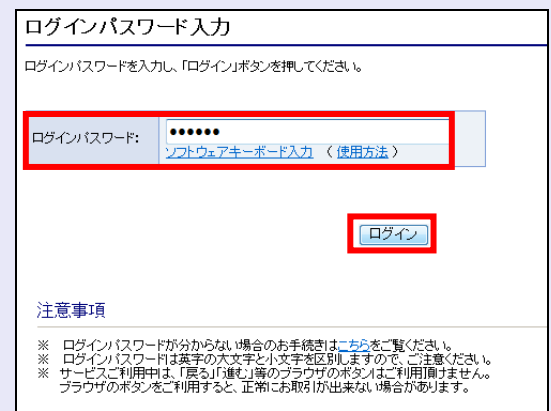 ログインパスワード入力
ログインパスワードを入力し、「ログイン」ボタンを押してください。
ログインパスワード: ●●●●●●
ソフトウェアキーボード入力 （使用方法）
ログイン
注意事項
※ ログインパスワードが分からない場合のお手続きはこちらをご覧ください。
※ ログインパスワードは英字の大文字と小文字を区別しますので、ご注意ください。
※ サービスご利用中は、「戻る」「進む」等のブラウザのボタンはご利用頂けません。
ブラウザのボタンをご利用すると、正常にお取引が出来ない場合があります。